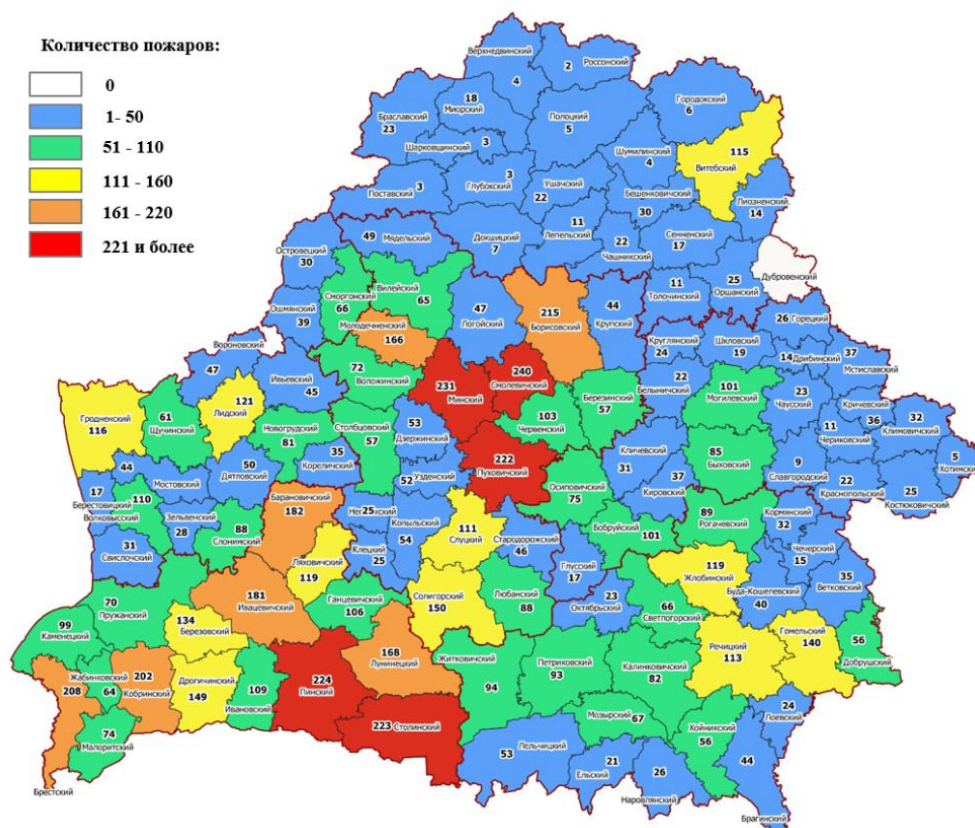 Количество пожаров:
0
1- 50
51 - 110
111 - 160
161 - 220
221 и более
Верхнедвинский
4
2
Россонский
18
Миорский
Браславский
23
Шарковщинский
3
Полоцкий
5
Городокский
6
Шумилинский
4
115
Витебский
Поставский
3
3
Глубокский
Ушачский
22
Бешенковичский
30
Лиозненский
14
49
Мядельский
Докшицкий
7
11
Лепельский
22
Чашникский
Сенненский
17
Островецкий
30
Дубровенский
Сморгонский
66
Вилейский
65
11
Толочинский
25
Оршанский
Ошмянский
39
Молодечненский
166
47
Логойский
215
Борисовский
44
Крупский
26
Горецкий
Вороновский
47
Круглянский
24
Шкловский
19
14
Дрибинский
37
Мстиславский
Ивьевский
45
72
Воложинский
231
Минский
240
Смолевичский
22
Белыничский
101
Могилевский
23
Чаусский
Кричевский
36
32
Климовичский
Гродненский
116
61
Щучинский
121
Лидский
Новогрудский
81
Столбцовский
57
53
Дзержинский
103
Червенский
Березинский
57
11
Чериковский
5
Хотимский
44
Мостовский
50
Дятловский
35
Кореличский
Узденский
52
222
Пуховичский
Кличевский
31
37
Кировский
85
Быховский
9
Славгородский
22
Краснопольский
25
Костюковичский
17
Берестовицкий
110
Волковысский
Зельвенский
28
88
Слонимский
Барановичский
182
Несвижский
25
Копыльский
54
111
Слуцкий
Стародорожский
46
Осиповичский
75
Бобруйский
101
89
Рогачевский
Кормянский
32
31
Свислочский
Ляховичский
119
Клецкий
25
Глусский
17
119
Жлобинский
Чечерский
15
35
Ветковский
Буда-Кошелевский
40
70
Пружанский
181
Ивацевичский
Ганцевичский
106
Солигорский
150
Любанский
88
23
Октябрьский
66
Светлогорский
99
Каменецкий
134
Березовский
168
Лунинецкий
Житковичский
94
Петриковский
93
Калинковичский
82
Речицкий
113
Гомельский
140
56
Добрушский
Жабинковский
64
208
202
Кобринский
Дрогичинский
149
109
Ивановский
224
Пинский
223 Столинский
Мозырский 67
Хойникский
56
24
Лоевский
74
Малоритский
Брестский
53
Лельчицкий
21
Ельский
26
Наровлянский
44
Брагинский